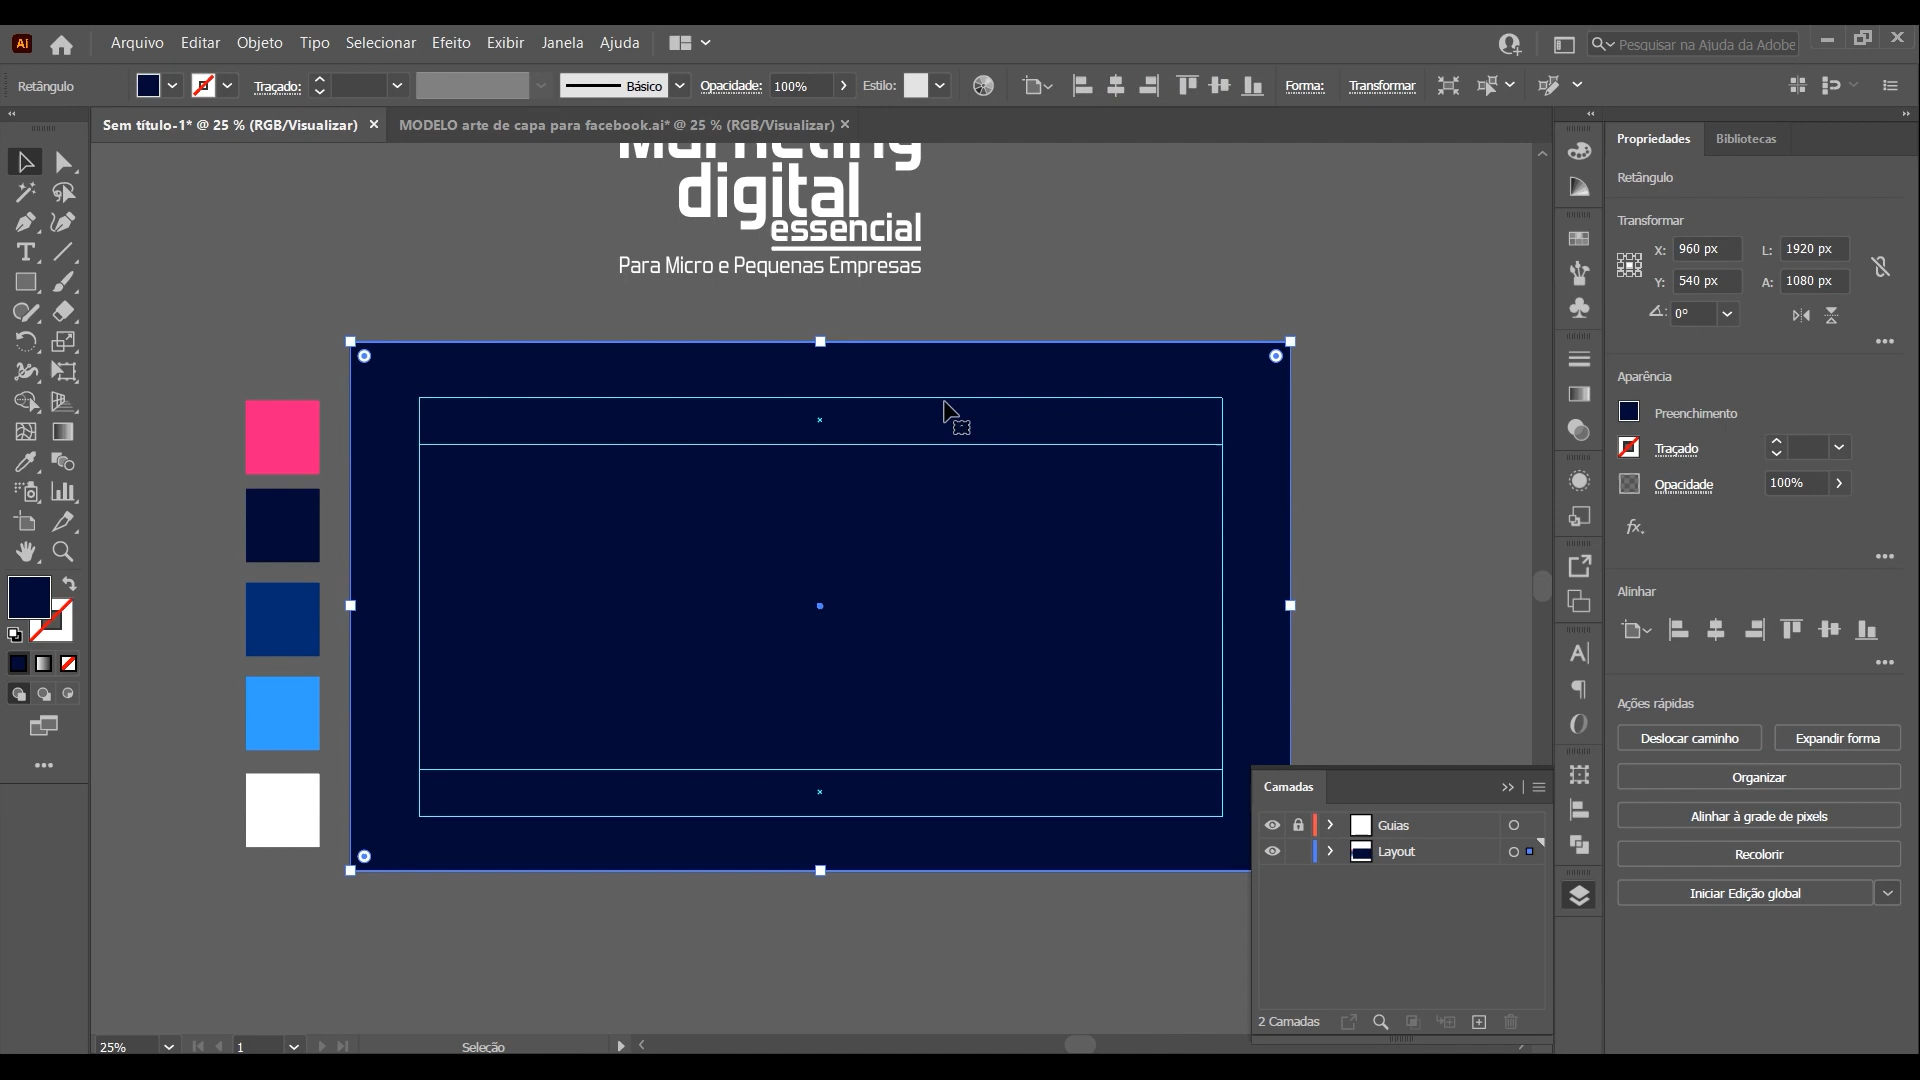 Ai
Arquivo Editar Objeto Tipo Selecionar Efeito Exibir Janela Ajuda
Pesquisar na Ajuda da Adobe
Retângulo
Traçado:
Básico
Opacidade:
100%
Estilo:
Forma:
Transformar
Sem título-1* @ 25 % (RGB/Visualizar)
MODELO arte de capa para facebook.ai* @ 25 % (RGB/Visualizar)
Marketing
digital
essencial
Para Micro e Pequenas Empresas
Propriedades
Bibliotecas
Retângulo
Transformar
X: 960 px L: 1920 px
Y: 540 px A: 1080 px
0°
Aparência
Preenchimento
Traçado
Opacidade 100%
fx.
Alinhar
Ações rápidas
Deslocar caminho Expandir forma
Organizar
Alinhar à grade de pixels
Recolorir
Iniciar Edição global
Camadas
Guias
Layout
2 Camadas
25%
1
Seleção